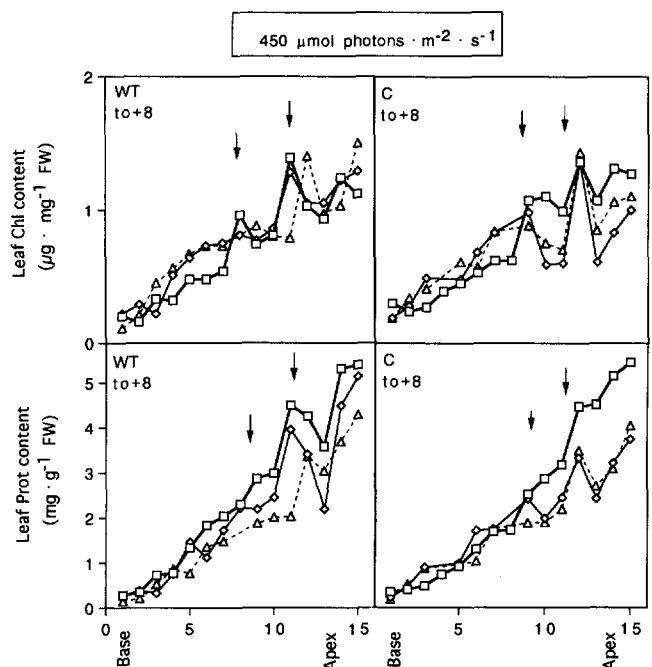 450 μmol photons · m⁻² · s⁻¹
2
WT
to+8
C
to+8
Leaf Chl content
(μg · mg⁻¹ FW)
1
0
WT
to+8
C
to+8
5
4
Leaf Prot content
(mg · g⁻¹ FW)
3
2
1
0
0 5 10 15 5 10 15
Base Apex Base Apex